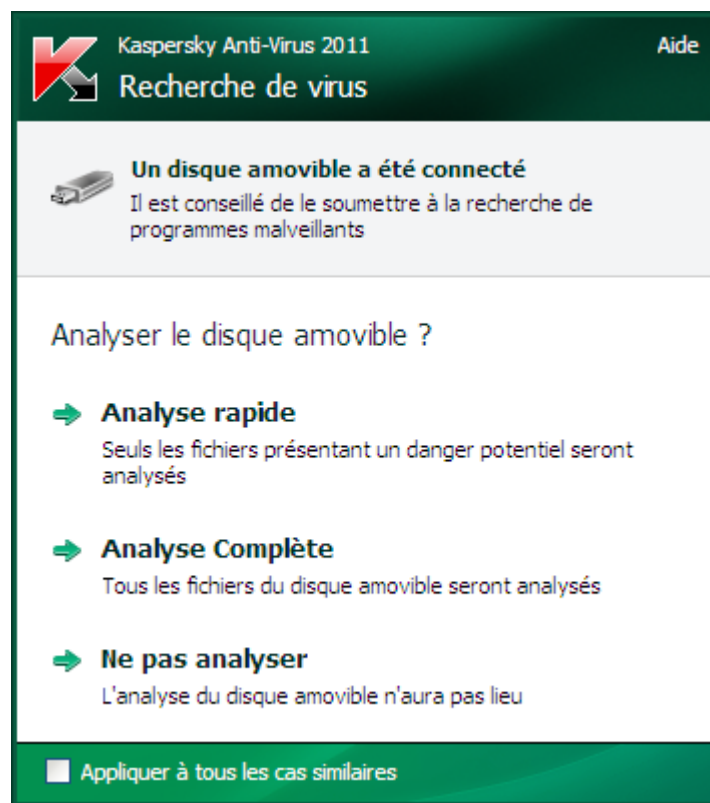 Kaspersky Anti-Virus 2011
Aide
Recherche de virus
Un disque amovible a été connecté
Il est conseillé de le soumettre à la recherche de
programmes malveillants
Analyser le disque amovible ?
Analyse rapide
Seuls les fichiers présentant un danger potentiel seront
analysés
Analyse Complète
Tous les fichiers du disque amovible seront analysés
Ne pas analyser
L'analyse du disque amovible n'aura pas lieu
Appliquer à tous les cas similaires